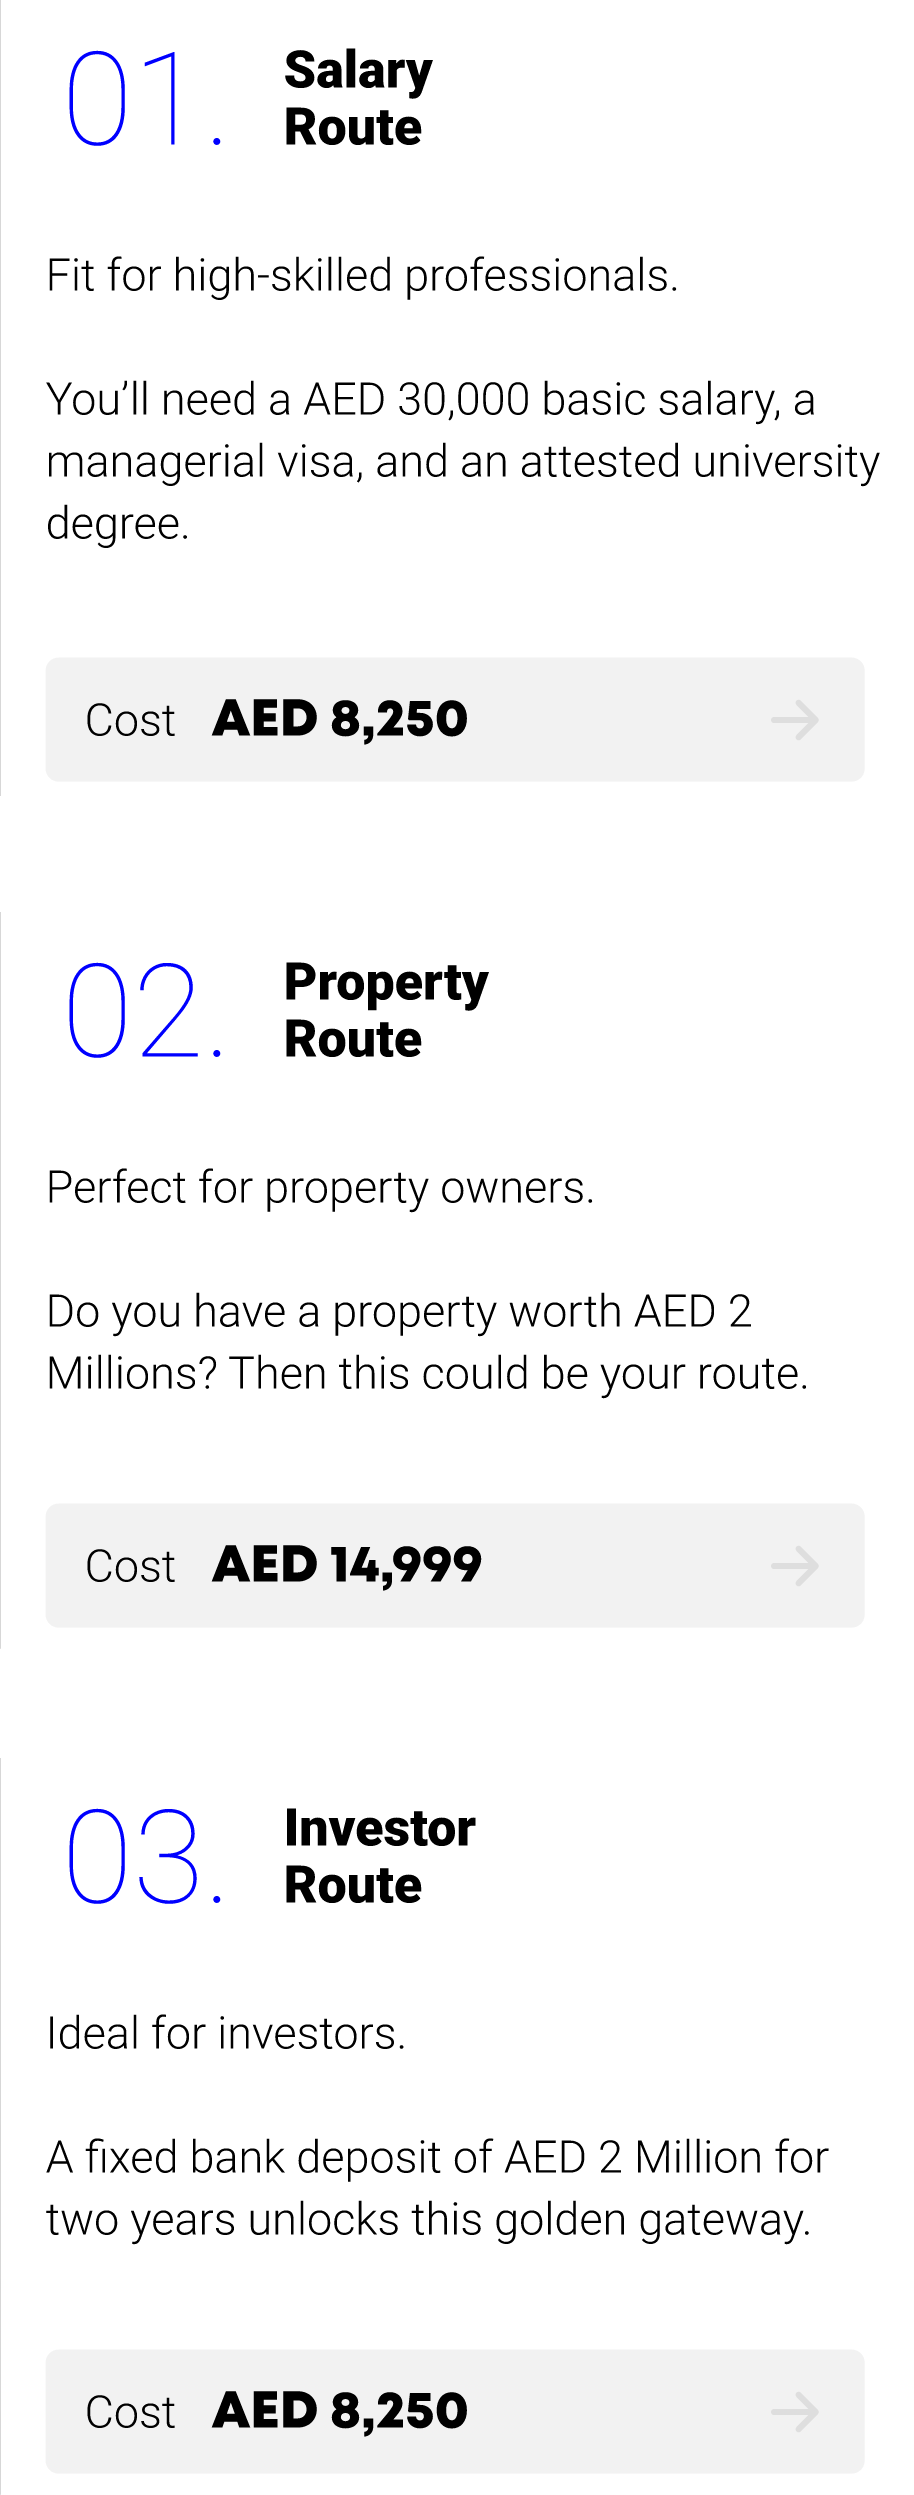 01.
Salary
Route
Fit for high-skilled professionals.
You’ll need a AED 30,000 basic salary, a
managerial visa, and an attested university
degree.
Cost AED 8,250
02.
Property
Route
Perfect for property owners.
Do you have a property worth AED 2
Millions? Then this could be your route.
Cost AED 14,999
03.
Investor
Route
Ideal for investors.
A fixed bank deposit of AED 2 Million for
two years unlocks this golden gateway.
Cost AED 8,250